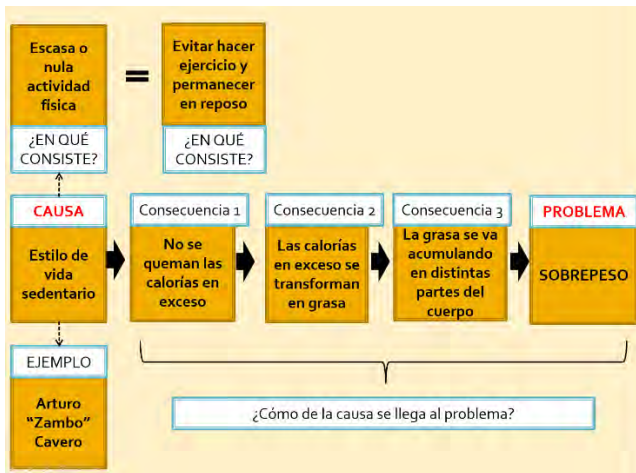 Escasa o
nula
actividad
física
=
Evitar hacer
ejercicio y
permanecer
en reposo
¿EN QUÉ
CONSISTE?
¿EN QUÉ
CONSISTE?
CAUSA
Estilo de
vida
sedentario
Consecuencia 1
No se
queman las
calorías en
exceso
Consecuencia 2
Las calorías
en exceso se
transforman
en grasa
Consecuencia 3
La grasa se va
acumulando
en distintas
partes del
cuerpo
PROBLEMA
SOBREPESO
EJEMPLO
Arturo
“Zambo”
Cavero
¿Cómo de la causa se llega al problema?